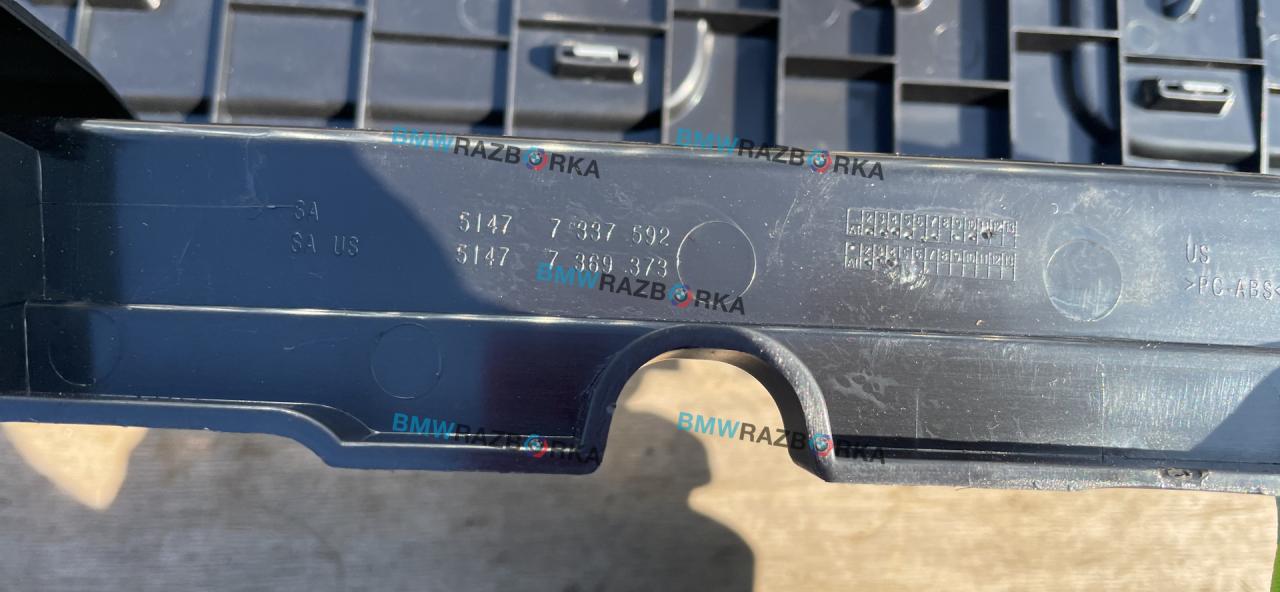 BMWRAZBORKA BMWRAZBORKA
SA 5147 7 337 592
SA US 5147 7 369 373
US
>PC-ABS<
BMWRAZBORKA
BMWRAZBORKA BMWRAZBORKA